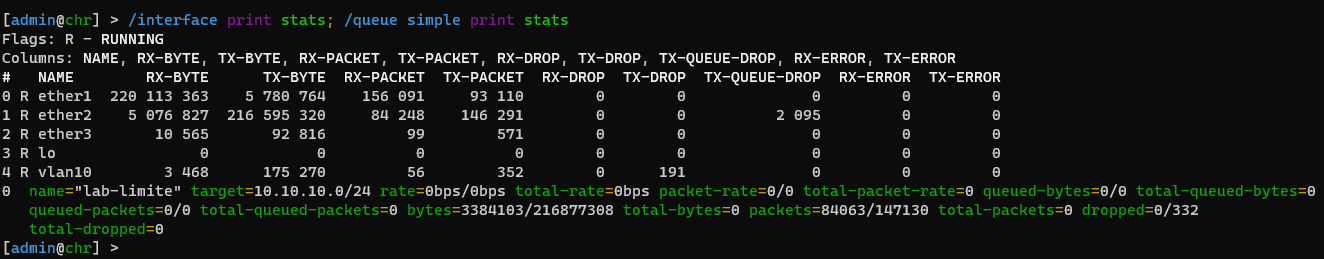 [admin@chr] > /interface print stats; /queue simple print stats
Flags: R - RUNNING
Columns: NAME, RX-BYTE, TX-BYTE, RX-PACKET, TX-PACKET, RX-DROP, TX-DROP, TX-QUEUE-DROP, RX-ERROR, TX-ERROR
#   NAME        RX-BYTE      TX-BYTE  RX-PACKET  TX-PACKET  RX-DROP  TX-DROP  TX-QUEUE-DROP  RX-ERROR  TX-ERROR
0 R ether1  220 113 363    5 780 764    156 091     93 110        0        0              0         0         0
1 R ether2    5 076 827  216 595 320     84 248    146 291        0        0          2 095         0         0
2 R ether3       10 565       92 816         99        571        0        0              0         0         0
3 R lo                0            0          0          0        0        0              0         0         0
4 R vlan10        3 468      175 270         56        352        0      191              0         0         0
0  name="lab-limite" target=10.10.10.0/24 rate=0bps/0bps total-rate=0bps packet-rate=0/0 total-packet-rate=0 queued-bytes=0/0 total-queued-bytes=0
   queued-packets=0/0 total-queued-packets=0 bytes=3384103/216877308 total-bytes=0 packets=84063/147130 total-packets=0 dropped=0/332
   total-dropped=0
[admin@chr] >